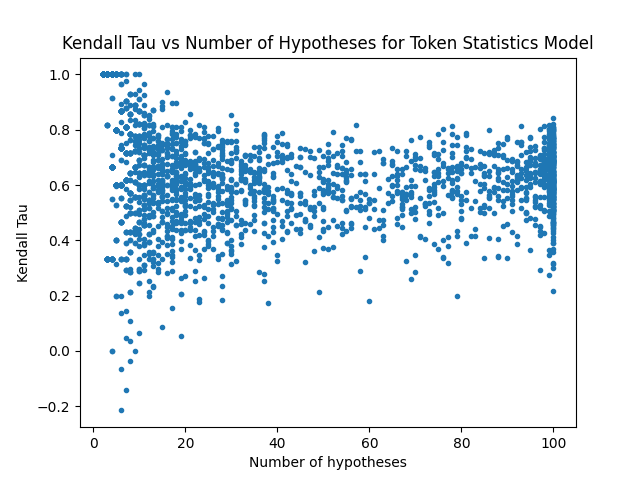 Kendall Tau vs Number of Hypotheses for Token Statistics Model
1.0
0.8
0.6
0.4
0.2
0.0
−0.2
Kendall Tau
0 20 40 60 80 100
Number of hypotheses